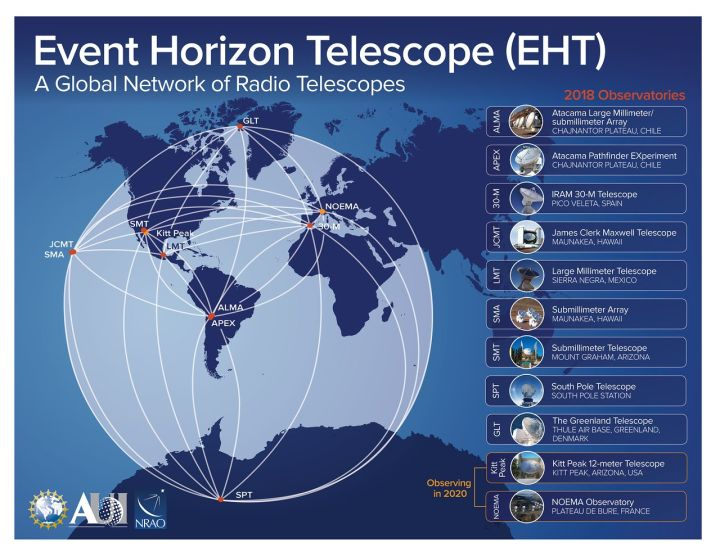 Event Horizon Telescope (EHT)
A Global Network of Radio Telescopes
2018 Observatories
GLT
NOEMA
30-M
SMT
Kitt Peak
LMT
JCMT
SMA
ALMA
APEX
SPT
ALMA
Atacama Large Millimeter/
submillimeter Array
CHAJNANTOR PLATEAU, CHILE
APEX
Atacama Pathfinder EXperiment
CHAJNANTOR PLATEAU, CHILE
30-M
IRAM 30-M Telescope
PICO VELETA, SPAIN
JCMT
James Clerk Maxwell Telescope
MAUNAKEA, HAWAII
LMT
Large Millimeter Telescope
SIERRA NEGRA, MEXICO
SMA
Submillimeter Array
MAUNAKEA, HAWAII
SMT
Submillimeter Telescope
MOUNT GRAHAM, ARIZONA
SPT
South Pole Telescope
SOUTH POLE STATION
GLT
The Greenland Telescope
THULE AIR BASE, GREENLAND,
DENMARK
Observing
in 2020
Kitt
Peak
Kitt Peak 12-meter Telescope
KITT PEAK, ARIZONA, USA
NOEMA
NOEMA Observatory
PLATEAU DE BURE, FRANCE
AUI
NRAO